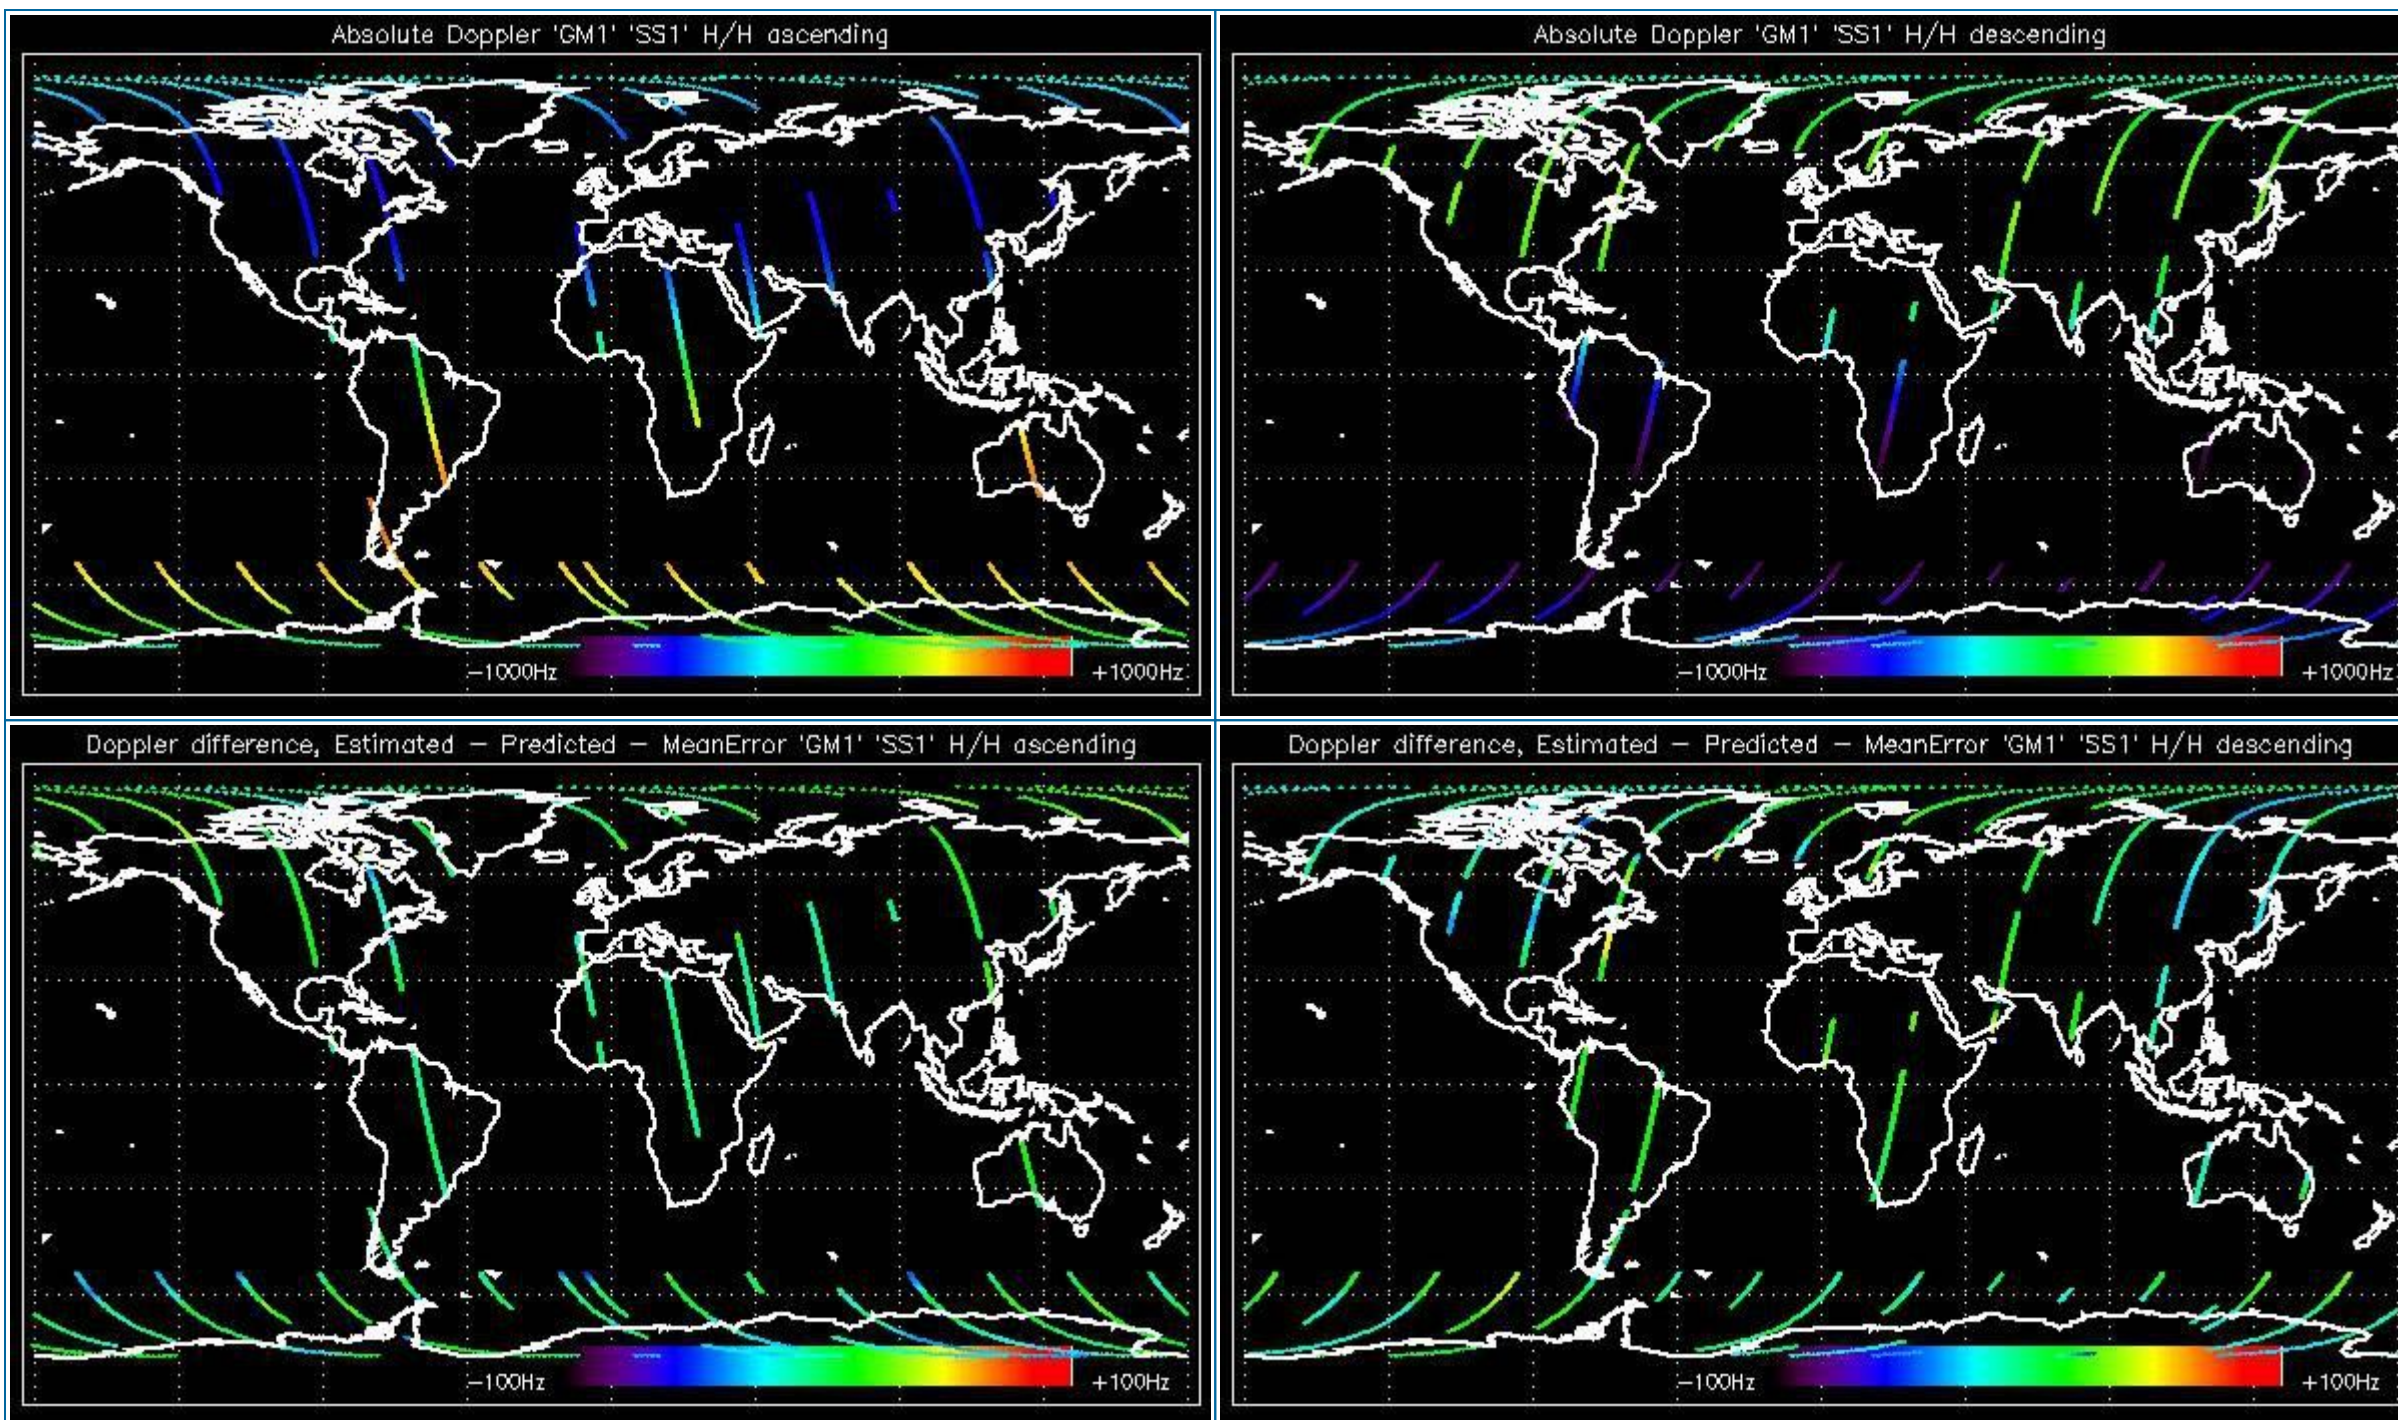 Absolute Doppler 'GM1' 'SS1' H/H ascending
−1000Hz
+1000Hz
Absolute Doppler 'GM1' 'SS1' H/H descending
−1000Hz
+1000Hz
Doppler difference, Estimated − Predicted − MeanError 'GM1' 'SS1' H/H ascending
−100Hz
+100Hz
Doppler difference, Estimated − Predicted − MeanError 'GM1' 'SS1' H/H descending
−100Hz
+100Hz